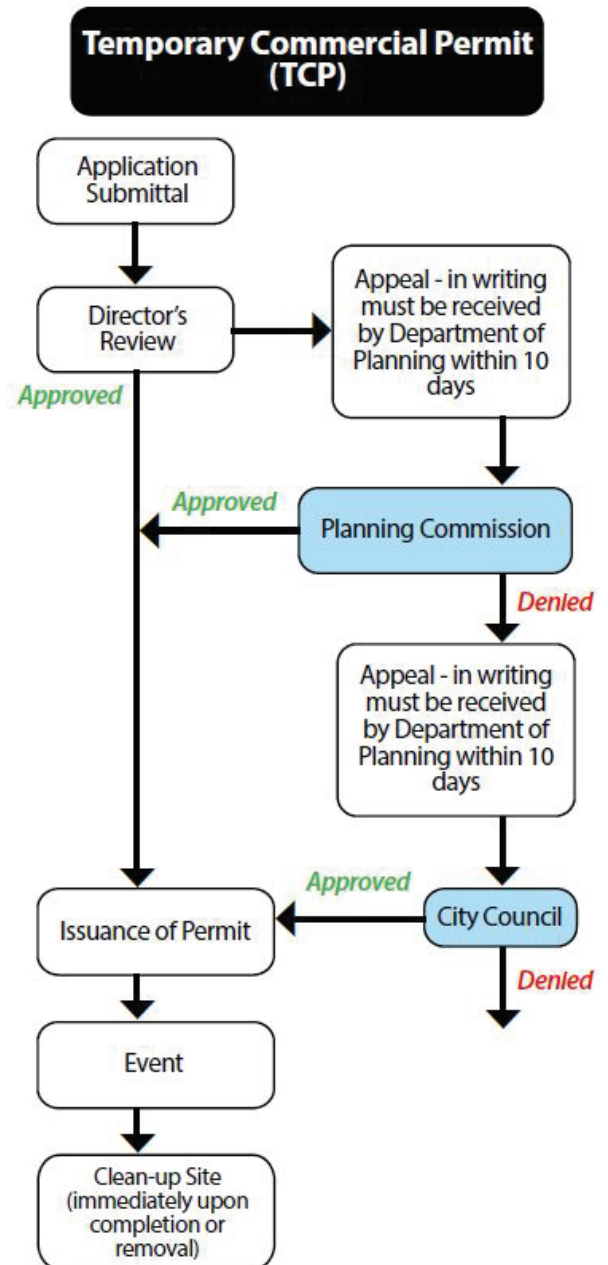 Temporary Commercial Permit
(TCP)
Application
Submittal
Director's
Review
Appeal - in writing
must be received
by Department of
Planning within 10
days
Approved
Approved
Planning Commission
Denied
Appeal - in writing
must be received
by Department of
Planning within 10
days
Approved
Issuance of Permit
City Council
Denied
Event
Clean-up Site
(immediately upon
completion or
removal)